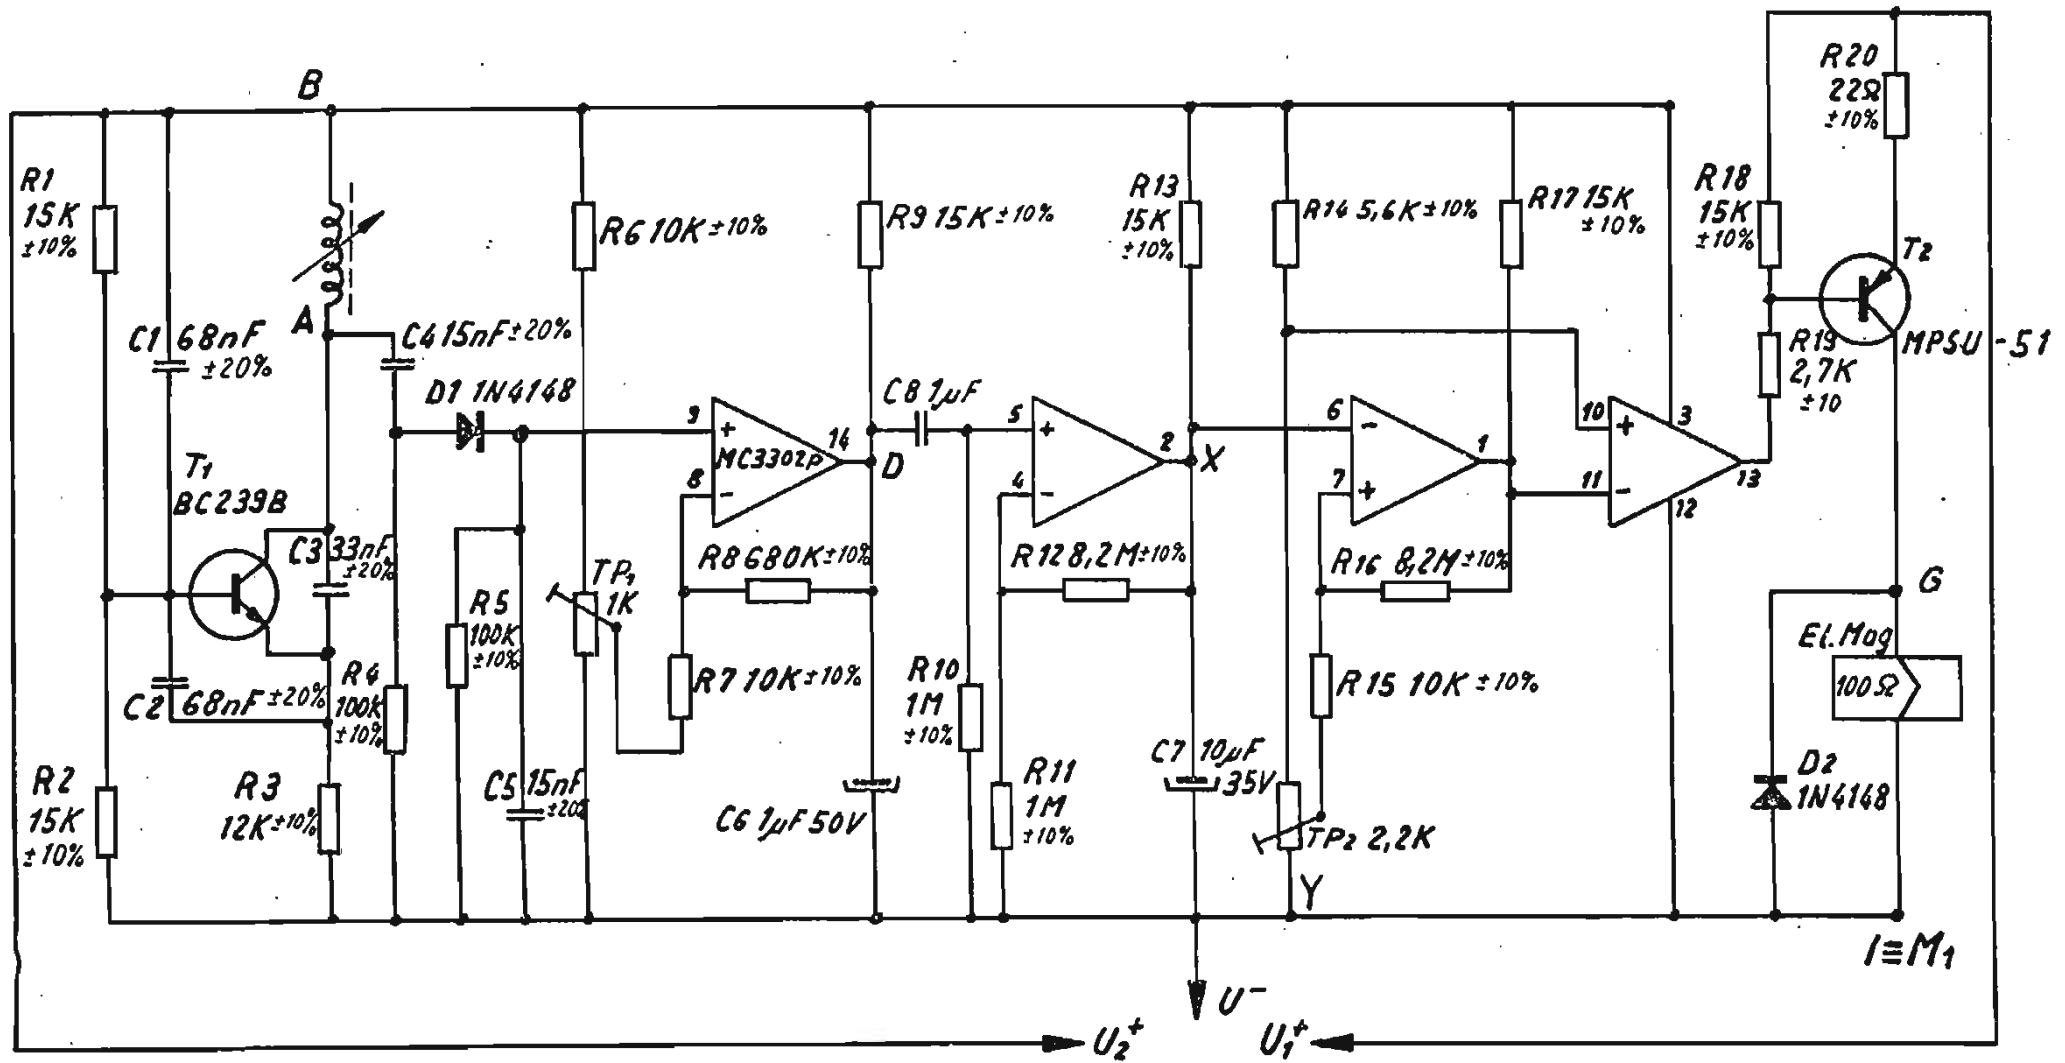 B
R1
15K
±10%
C1 68nF
±20%
A
C4 15nF ±20%
D1 1N4148
R6 10K ±10%
R9 15K ±10%
R13
15K
±10%
R14 5,6K ±10%
R17 15K
±10%
R18
15K
±10%
R20
22Ω
±10%
T2
MPSU-51
R19
2,7K
±10
T1
BC239B
C3 33nF
±20%
9
+
MC3302P
8
-
14
D
C8 1µF
5
+
4
-
2
X
6
-
7
+
1
10
+
11
-
3
12
13
R8 680K ±10%
R12 8,2M ±10%
R16 8,2M ±10%
TP1
1K
R5
100K
±10%
G
El.Mag
100Ω
C2 68nF ±20%
R4
100K
±10%
R7 10K ±10%
R10
1M
±10%
R15 10K ±10%
R2
15K
±10%
R3
12K ±10%
C5 15nF
±20%
C6 1µF 50V
R11
1M
±10%
C7 10µF
35V
TP2 2,2K
D2
1N4148
Y
I≡M1
U-
U2+
U1+